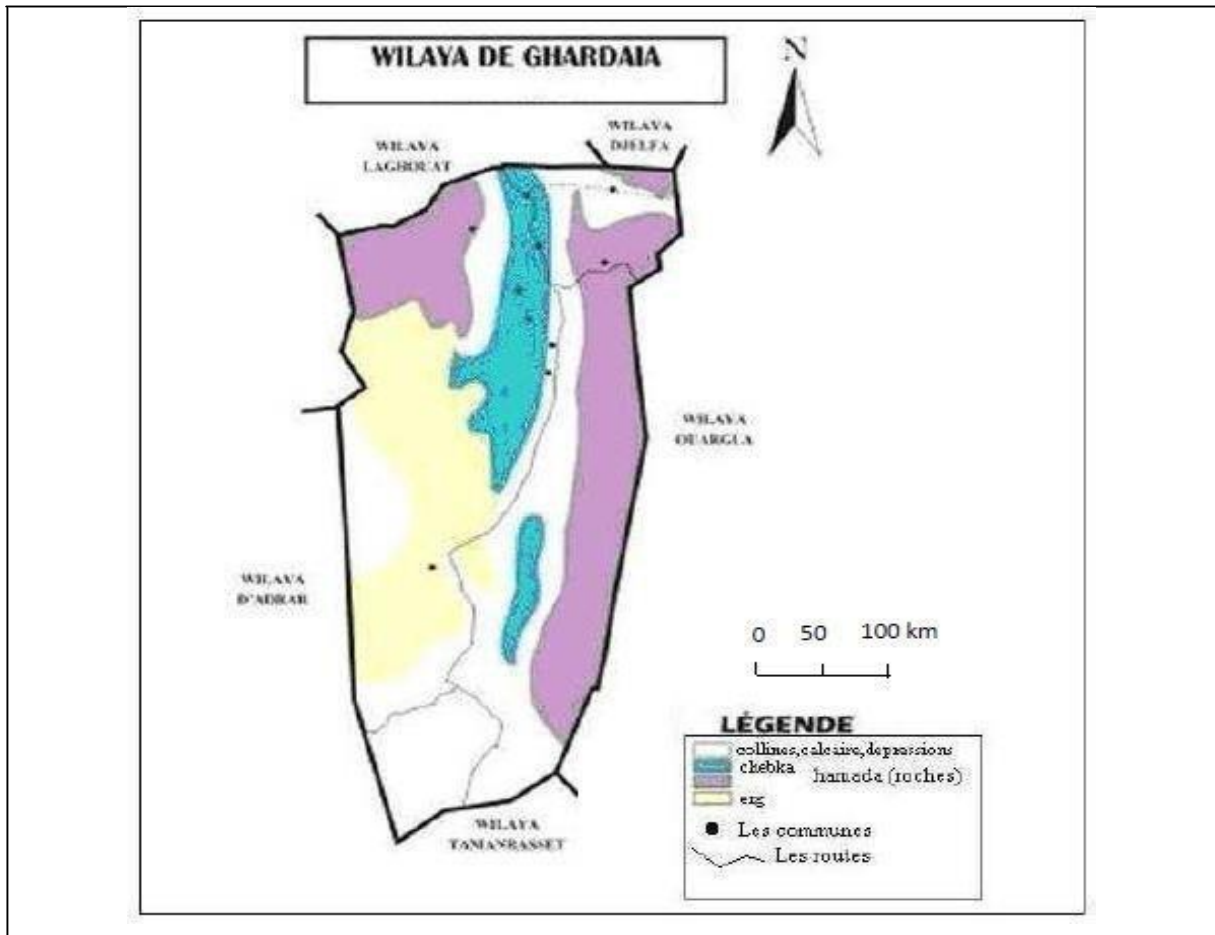 WILAYA DE GHARDAIA
N
WILAYA
DJELFA
WILAYA
LAGHOUAT
WILAYA
OUARGLA
WILAYA
D'ADRAR
0 50 100 km
LÉGENDE
collines,calcaire,depressions
chebka
hamada (roches)
erg
Les communes
Les routes
WILAYA
TAMANRASSET